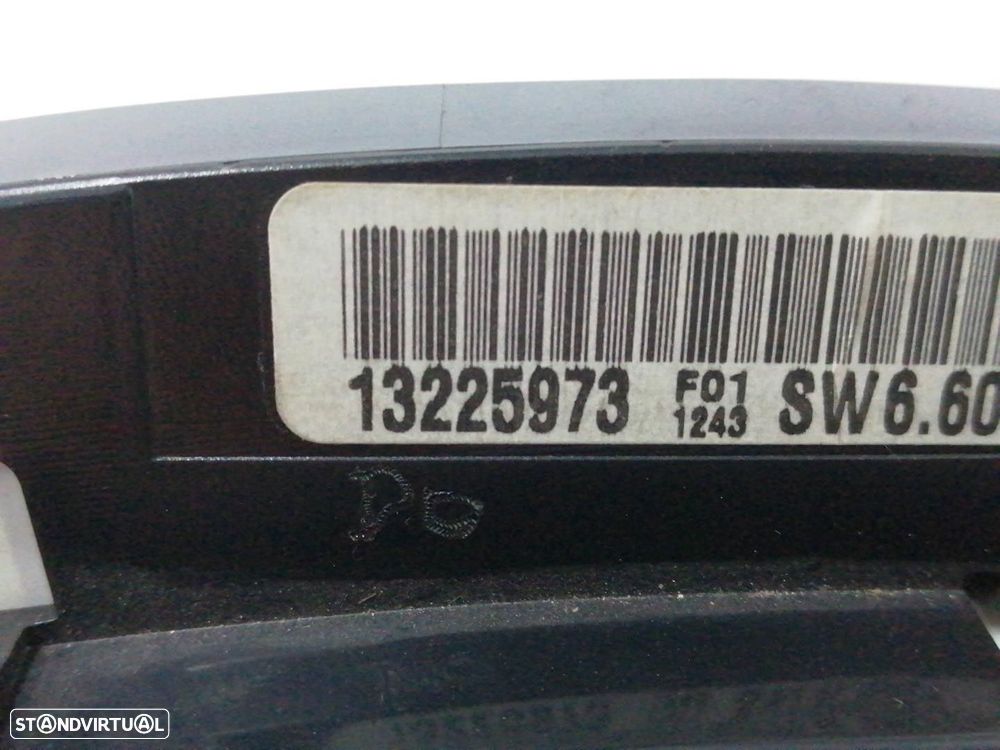 13225973 F01 SW6.60
1243
P.O
STANDVIRTUAL